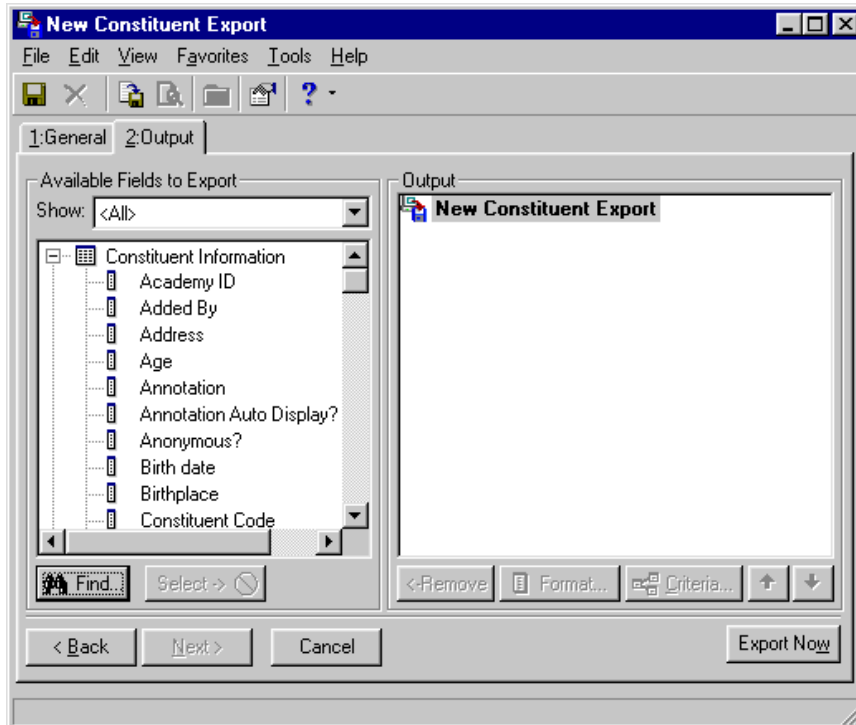 New Constituent Export
File Edit View Favorites Tools Help
?
1:General 2:Output
Available Fields to Export
Show: <All>
Constituent Information
Academy ID
Added By
Address
Age
Annotation
Annotation Auto Display?
Anonymous?
Birth date
Birthplace
Constituent Code
Find... Select ->
Output
New Constituent Export
<-Remove Format... Criteria...
< Back Next > Cancel Export Now